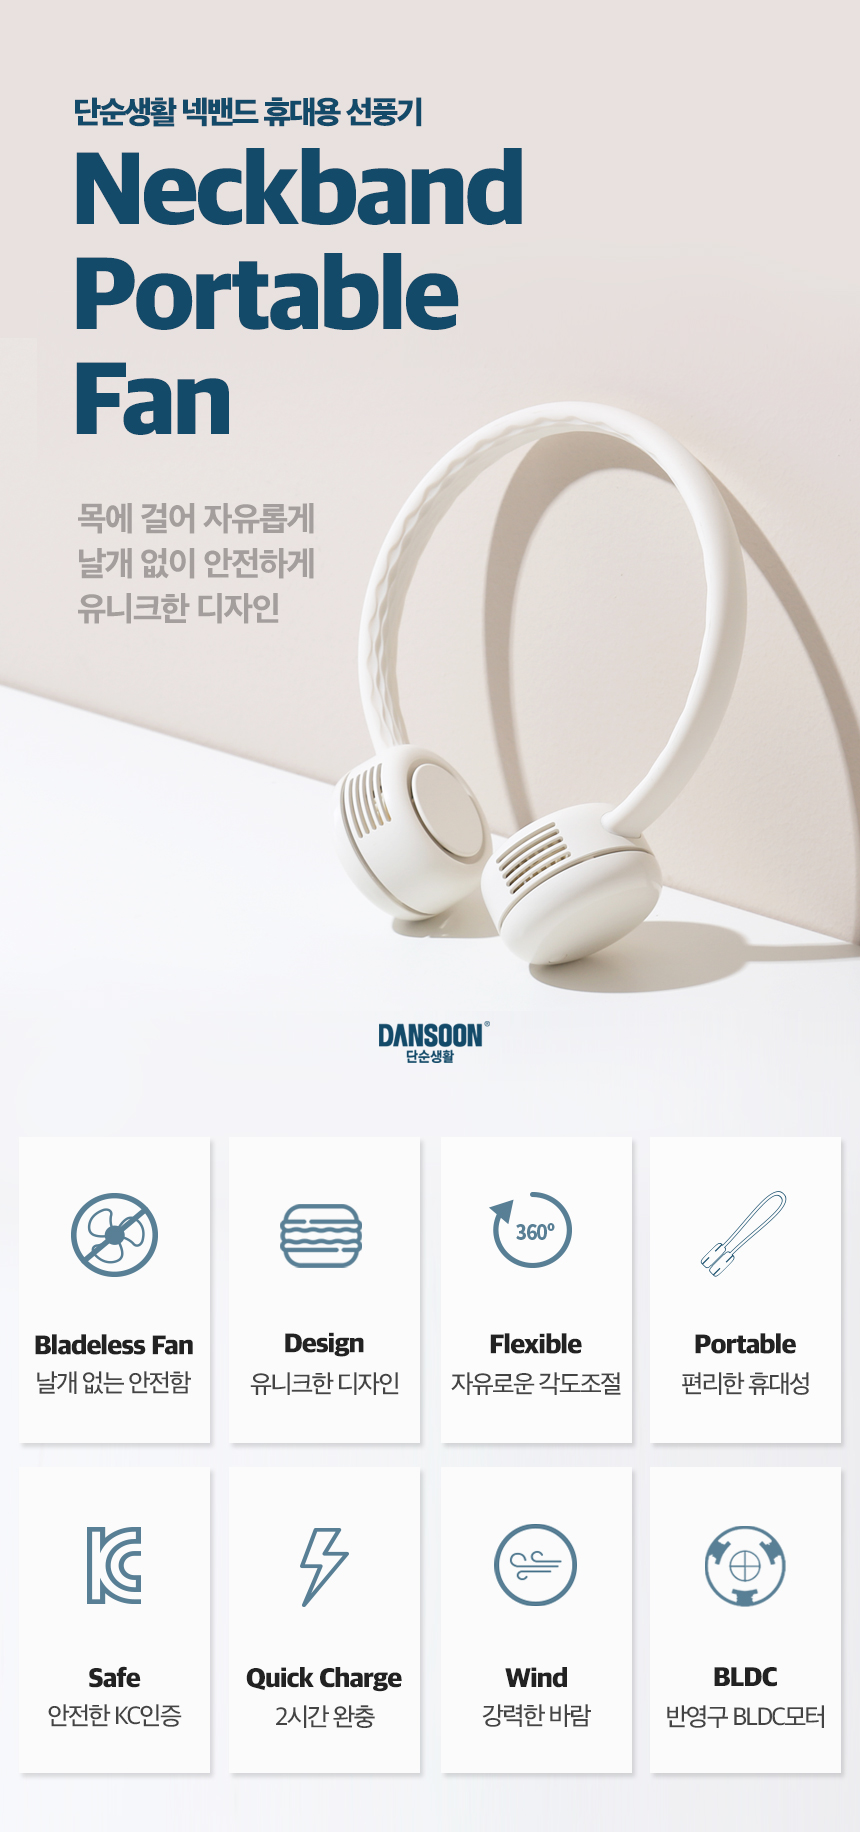 단순생활 넥밴드 휴대용 선풍기
Neckband
Portable
Fan
목에 걸어 자유롭게
날개 없이 안전하게
유니크한 디자인
DANSOON®
단순생활
360º
Bladeless Fan
날개 없는 안전함
Design
유니크한 디자인
Flexible
자유로운 각도조절
Portable
편리한 휴대성
Safe
안전한 KC인증
Quick Charge
2시간 완충
Wind
강력한 바람
BLDC
반영구 BLDC모터